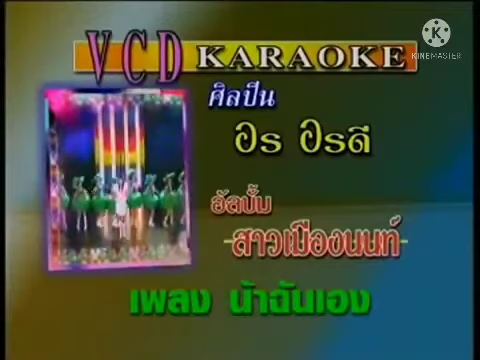 VCD KARAOKE
KINEMASTER
ศิลปิน
อร อรดี
อัลบั้ม
-สาวเมืองนนท์-
เพลง น้าฉันเอง